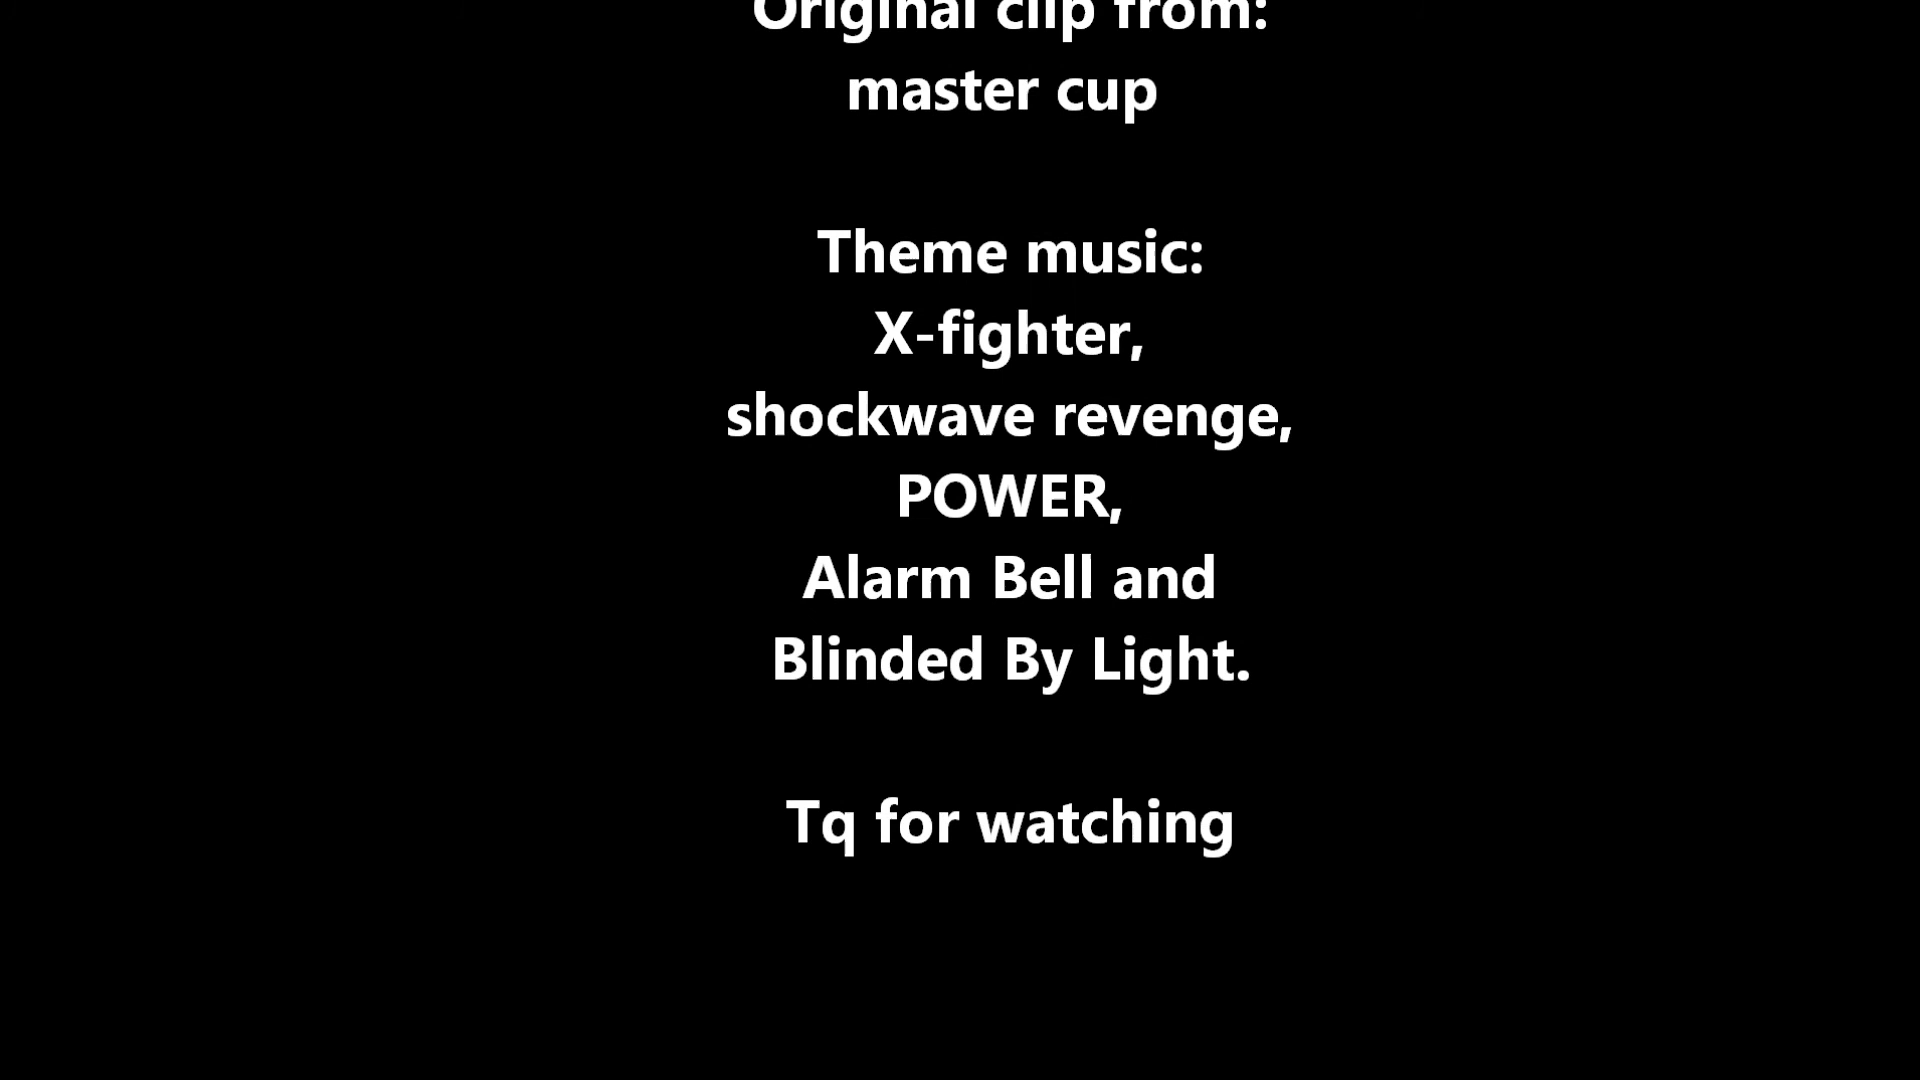 Original clip from:
master cup
Theme music:
X-fighter,
shockwave revenge,
POWER,
Alarm Bell and
Blinded By Light.
Tq for watching